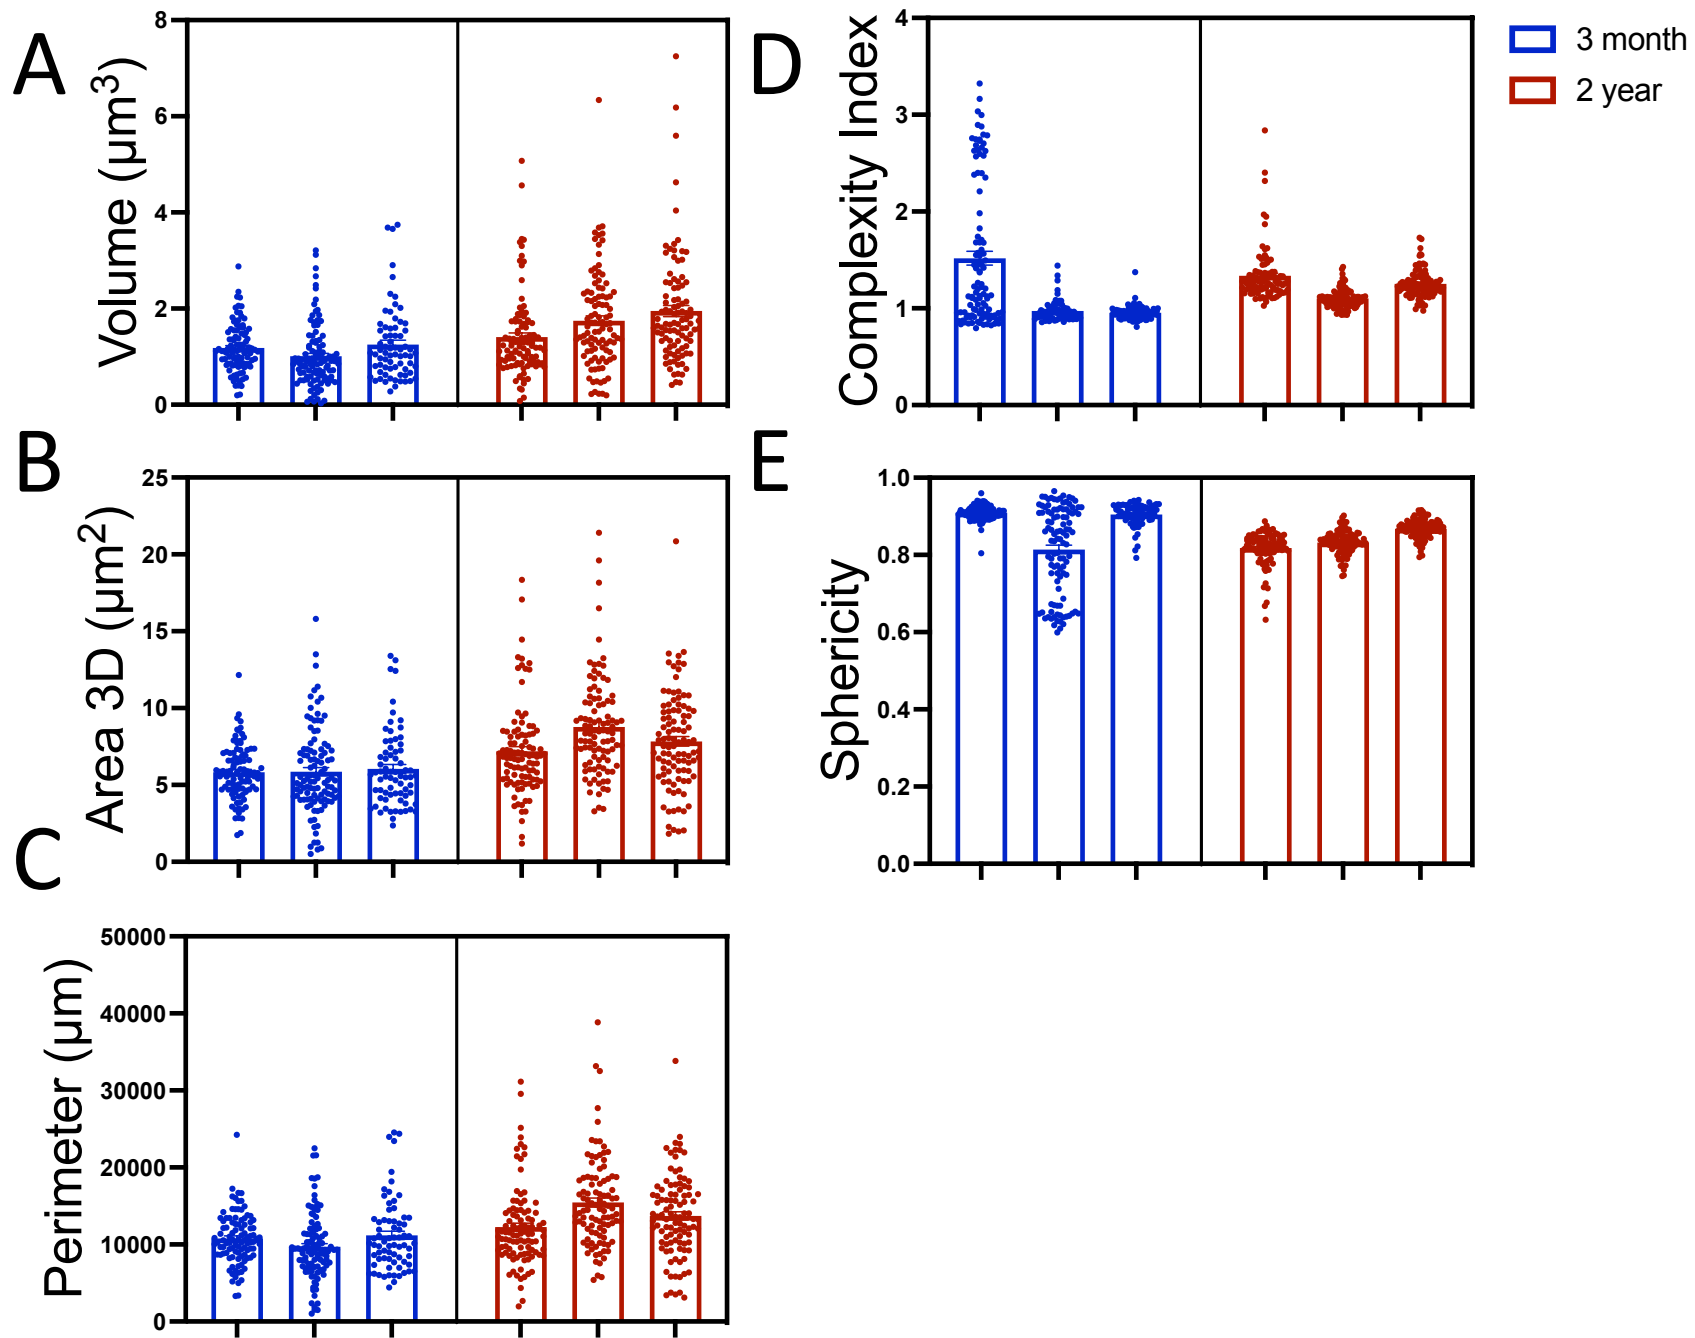 A
Volume (μm3)
8
6
4
2
0
B
Area 3D (μm2)
25
20
15
10
5
0
C
Perimeter (μm)
50000
40000
30000
20000
10000
0
D
Complexity Index
4
3
2
1
0
E
Sphericity
1.0
0.8
0.6
0.4
0.2
0.0
3 month
2 year